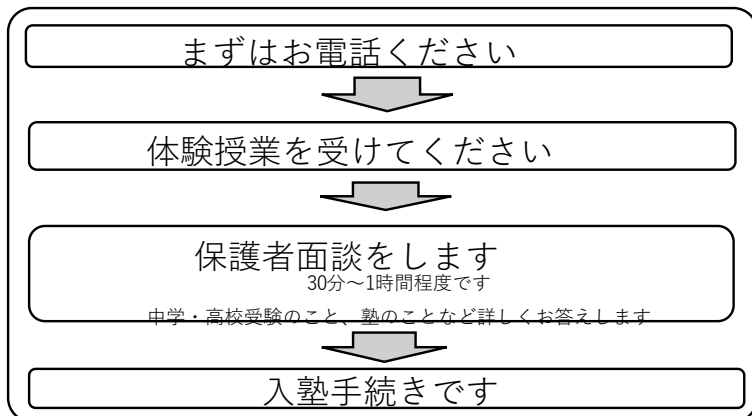 まずはお電話ください
体験授業を受けてください
保護者面談をします
30分～1時間程度です
中学・高校受験のこと、塾のことなど詳しくお答えします
入塾手続きです